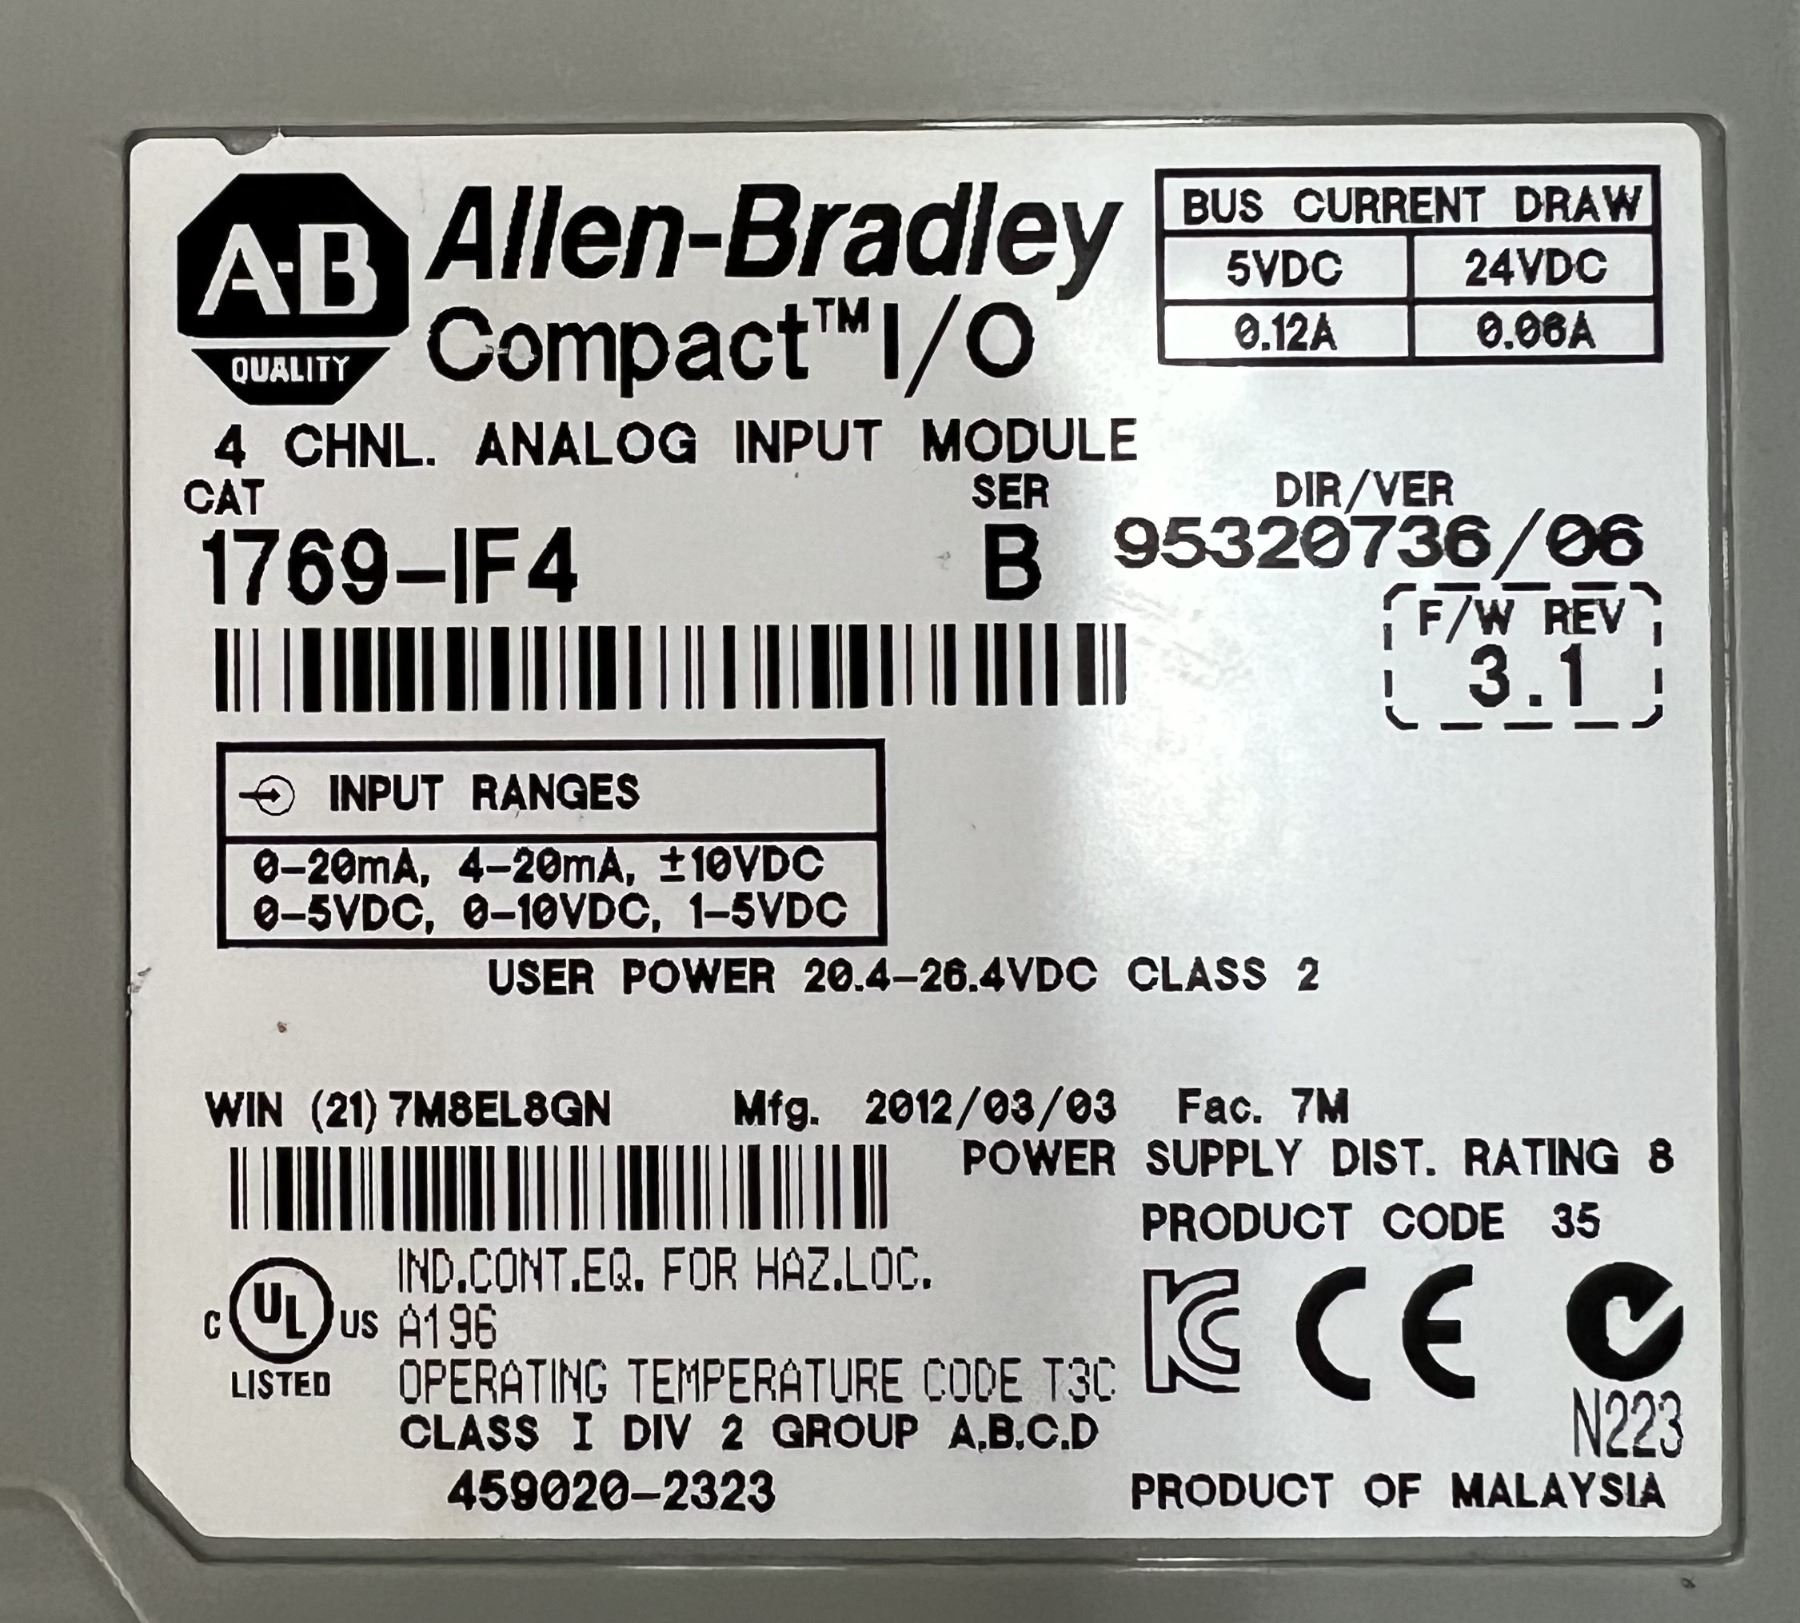 A-B
QUALITY
Allen-Bradley
Compact™ I/O
BUS CURRENT DRAW
5VDC 24VDC
0.12A 0.06A
4 CHNL. ANALOG INPUT MODULE
CAT SER DIR/VER
1769-IF4 B 95320736/06
F/W REV
3.1
INPUT RANGES
0-20mA, 4-20mA, ±10VDC
0-5VDC, 0-10VDC, 1-5VDC
USER POWER 20.4-26.4VDC CLASS 2
WIN (21) 7M8EL8GN Mfg. 2012/03/03 Fac. 7M
POWER SUPPLY DIST. RATING 8
PRODUCT CODE 35
C UL US
LISTED
IND.CONT.EQ. FOR HAZ.LOC.
A196
OPERATING TEMPERATURE CODE T3C
CLASS I DIV 2 GROUP A,B,C,D
459020-2323
KC CE
N223
PRODUCT OF MALAYSIA